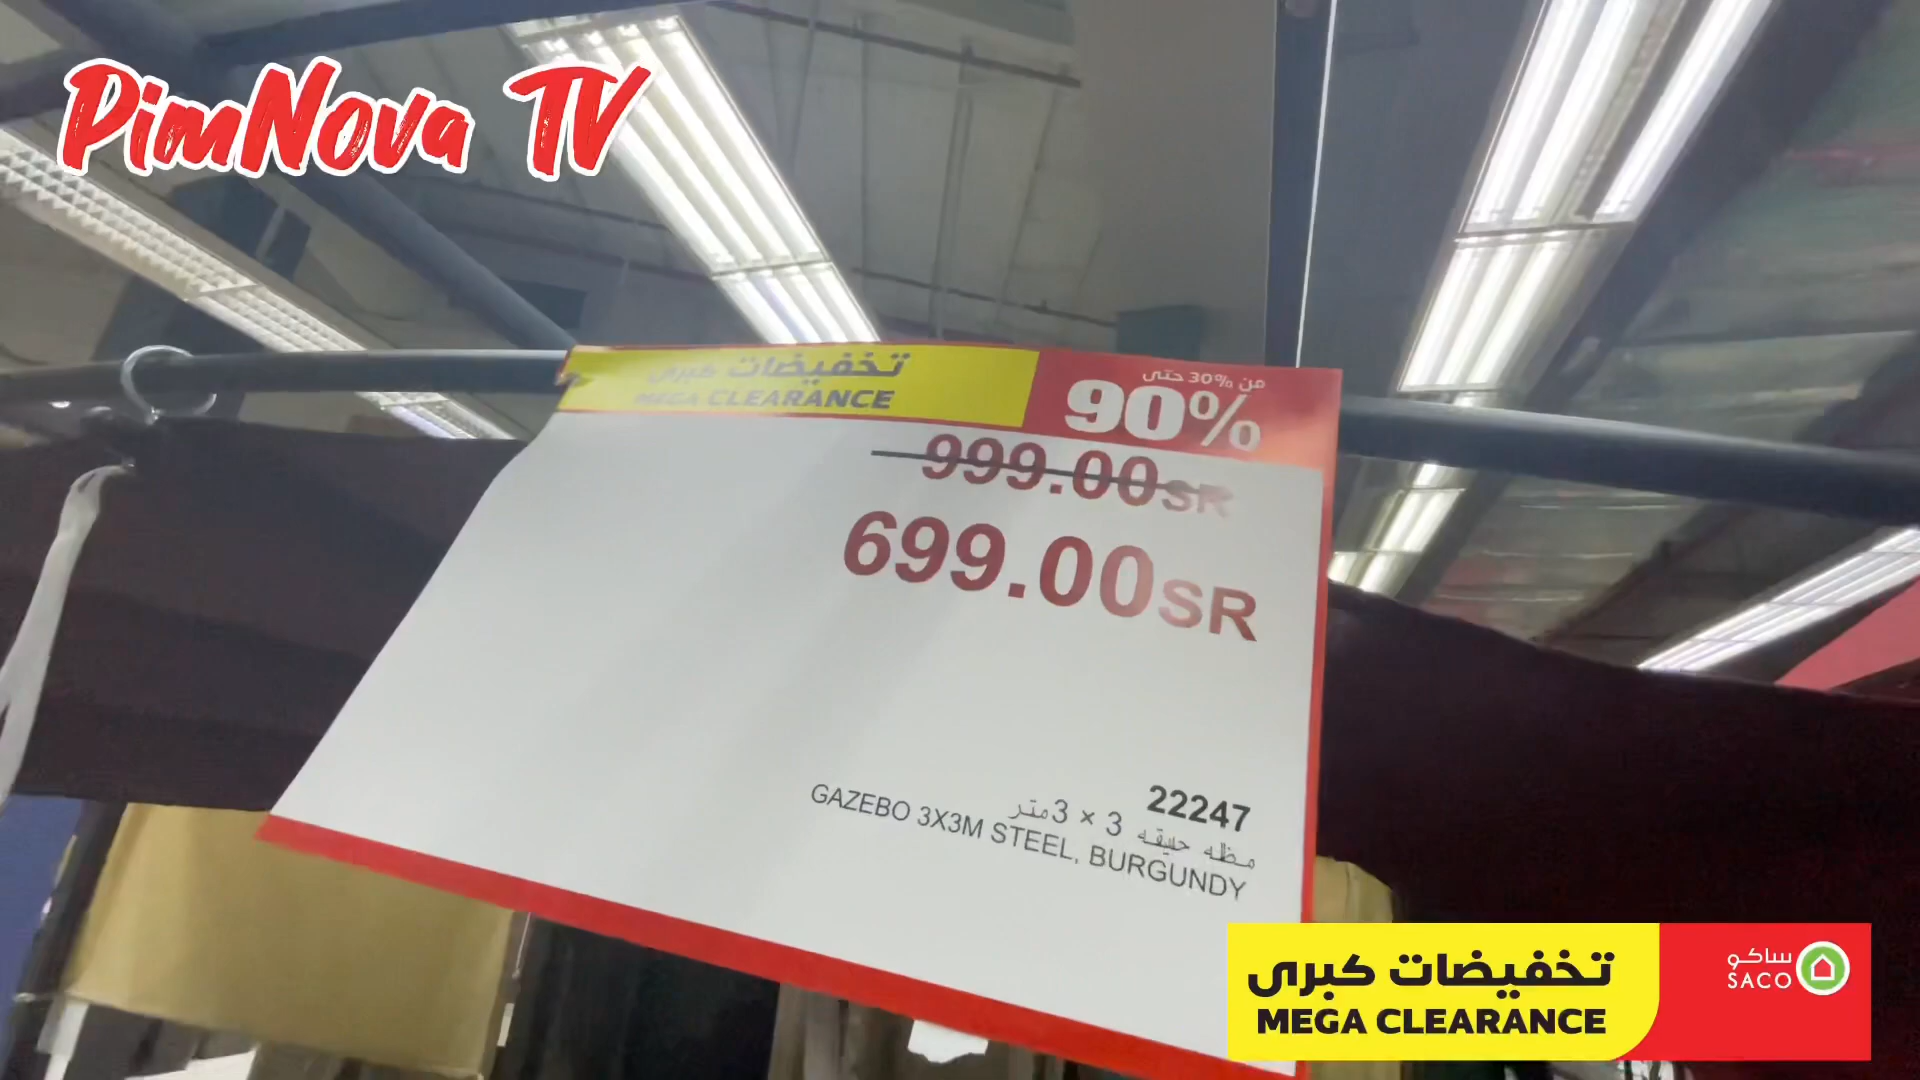 PimNova TV
تخفيضات كبرى
MEGA CLEARANCE
من 30% حتى
90%
999.00SR
699.00SR
22247
مظله حديقه 3 × 3متر
GAZEBO 3X3M STEEL, BURGUNDY
تخفيضات كبرى
MEGA CLEARANCE
ساكو
SACO